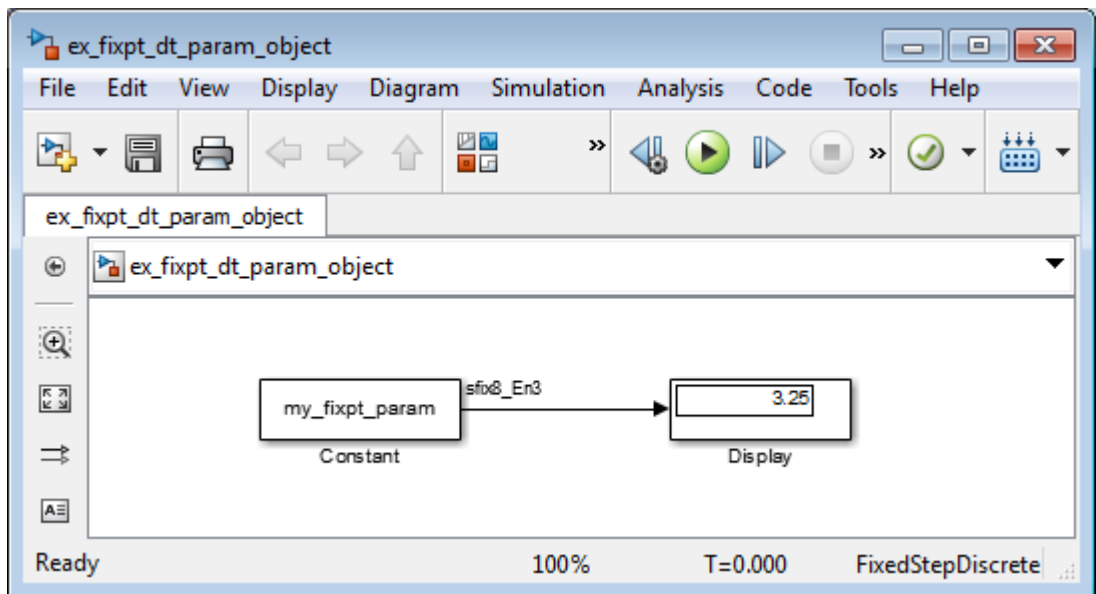 ex_fixpt_dt_param_object
File Edit View Display Diagram Simulation Analysis Code Tools Help
ex_fixpt_dt_param_object
ex_fixpt_dt_param_object
sfix8_En3
my_fixpt_param
3.25
Constant
Display
Ready 100% T=0.000 FixedStepDiscrete